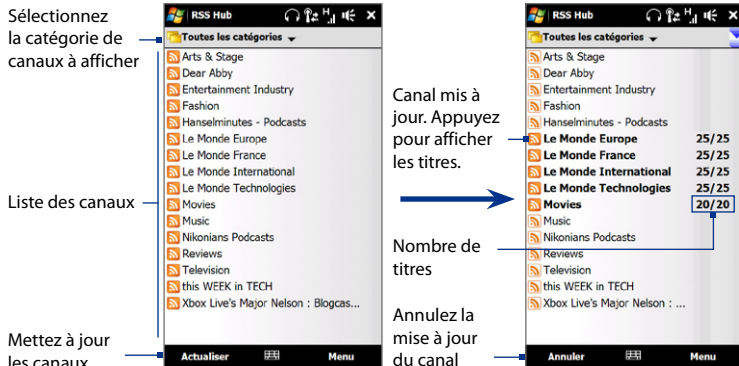 Sélectionnez
la catégorie de
canaux à afficher
Liste des canaux
Mettez à jour
les canaux
RSS Hub
H
Toutes les catégories
Arts & Stage
Dear Abby
Entertainment Industry
Fashion
Hanselminutes - Podcasts
Le Monde Europe
Le Monde France
Le Monde International
Le Monde Technologies
Movies
Music
Nikonians Podcasts
Reviews
Television
this WEEK in TECH
Xbox Live's Major Nelson : Blogcas...
Actualiser Menu
Canal mis à
jour. Appuyez
pour afficher
les titres.
Nombre de
titres
Annulez la
mise à jour
du canal
RSS Hub
H
Toutes les catégories
Arts & Stage
Dear Abby
Entertainment Industry
Fashion
Hanselminutes - Podcasts
Le Monde Europe 25/25
Le Monde France 25/25
Le Monde International 25/25
Le Monde Technologies 25/25
Movies 20/20
Music
Nikonians Podcasts
Reviews
Television
this WEEK in TECH
Xbox Live's Major Nelson : ...
Annuler Menu